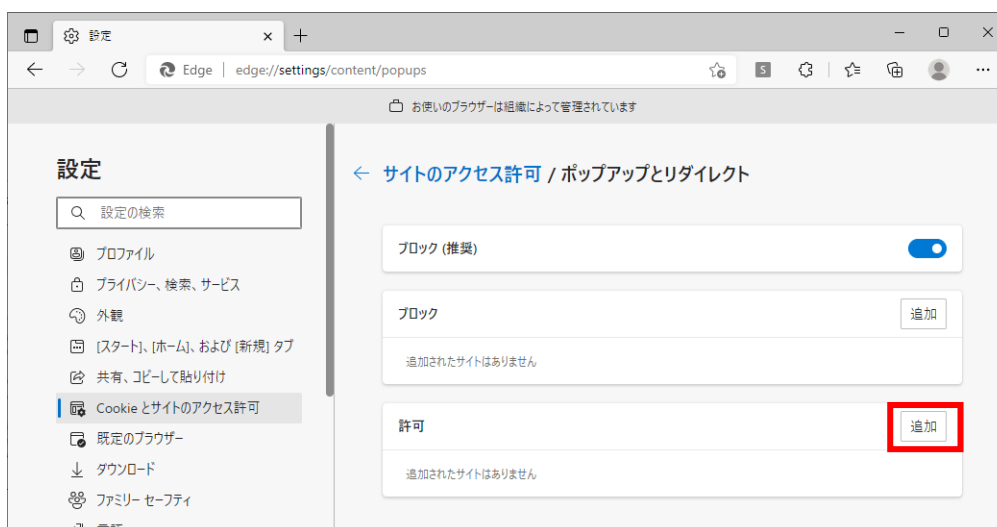 設定
Edge | edge://settings/content/popups
お使いのブラウザーは組織によって管理されています
設定
設定の検索
プロファイル
プライバシー、検索、サービス
外観
[スタート]、[ホーム]、および [新規] タブ
共有、コピーして貼り付け
Cookie とサイトのアクセス許可
既定のブラウザー
ダウンロード
ファミリー セーフティ
サイトのアクセス許可 / ポップアップとリダイレクト
ブロック (推奨)
ブロック
追加
追加されたサイトはありません
許可
追加
追加されたサイトはありません